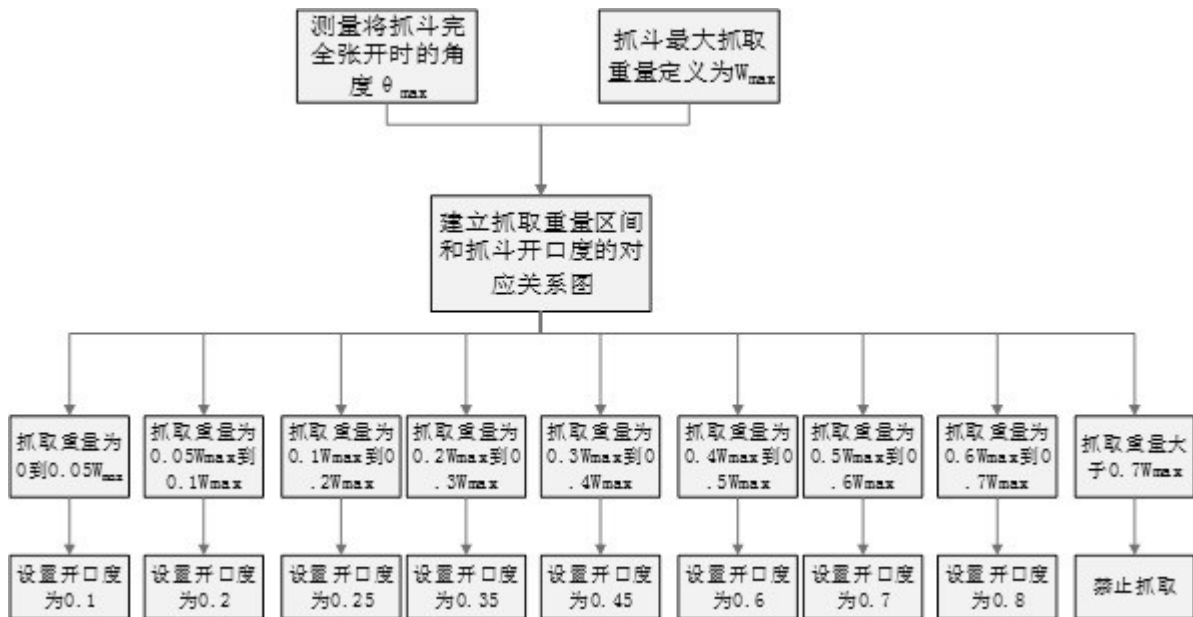 测量将抓斗完
全张开时的角
度θmax
抓斗最大抓取
重量定义为Wmax
建立抓取重量区间
和抓斗开口度的对
应关系图
抓取重量为
0到0.05Wmax
抓取重量为
0.05Wmax到
0.1Wmax
抓取重量为
0.1Wmax到0
.2Wmax
抓取重量为
0.2Wmax到0
.3Wmax
抓取重量为
0.3Wmax到0
.4Wmax
抓取重量为
0.4Wmax到0
.5Wmax
抓取重量为
0.5Wmax到0
.6Wmax
抓取重量为
0.6Wmax到0
.7Wmax
抓取重量大
于0.7Wmax
设置开口度
为0.1
设置开口度
为0.2
设置开口度
为0.25
设置开口度
为0.35
设置开口度
为0.45
设置开口度
为0.6
设置开口度
为0.7
设置开口度
为0.8
禁止抓取